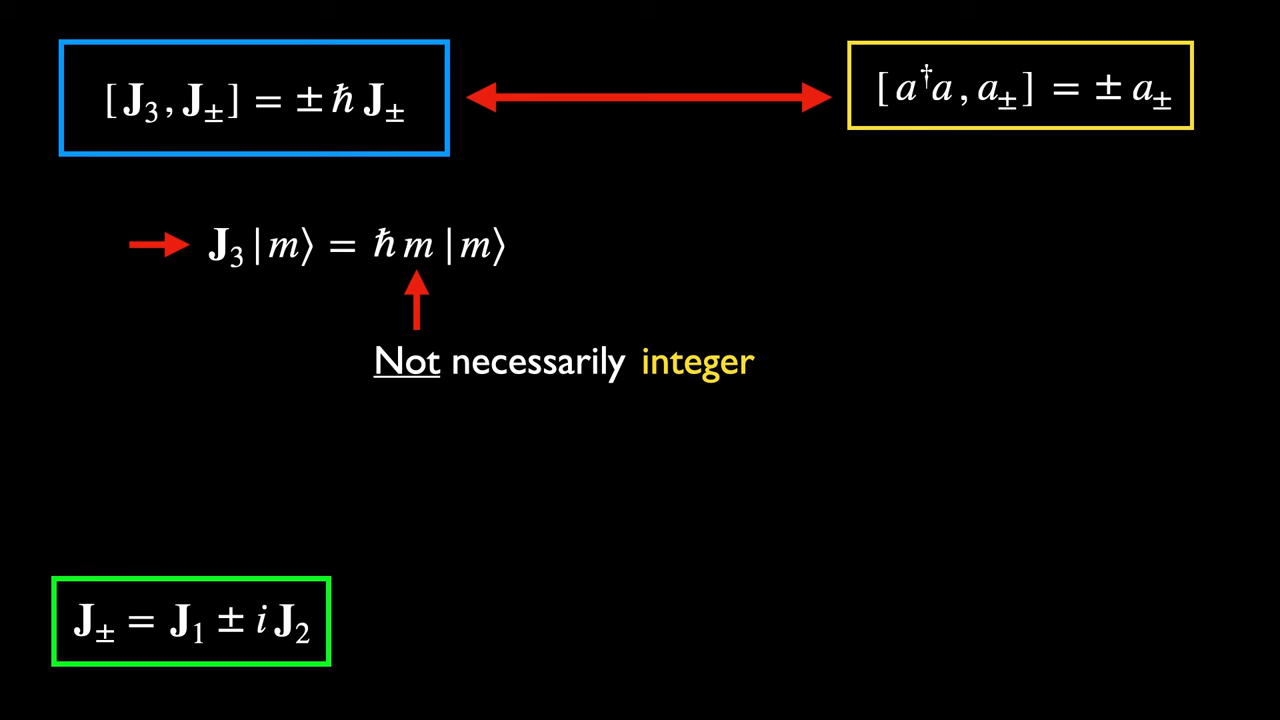 [ J₃ , J± ] = ± ℏ J±
[ a†a , a± ] = ± a±
J₃ |m⟩ = ℏ m |m⟩
Not necessarily integer
J± = J₁ ± i J₂